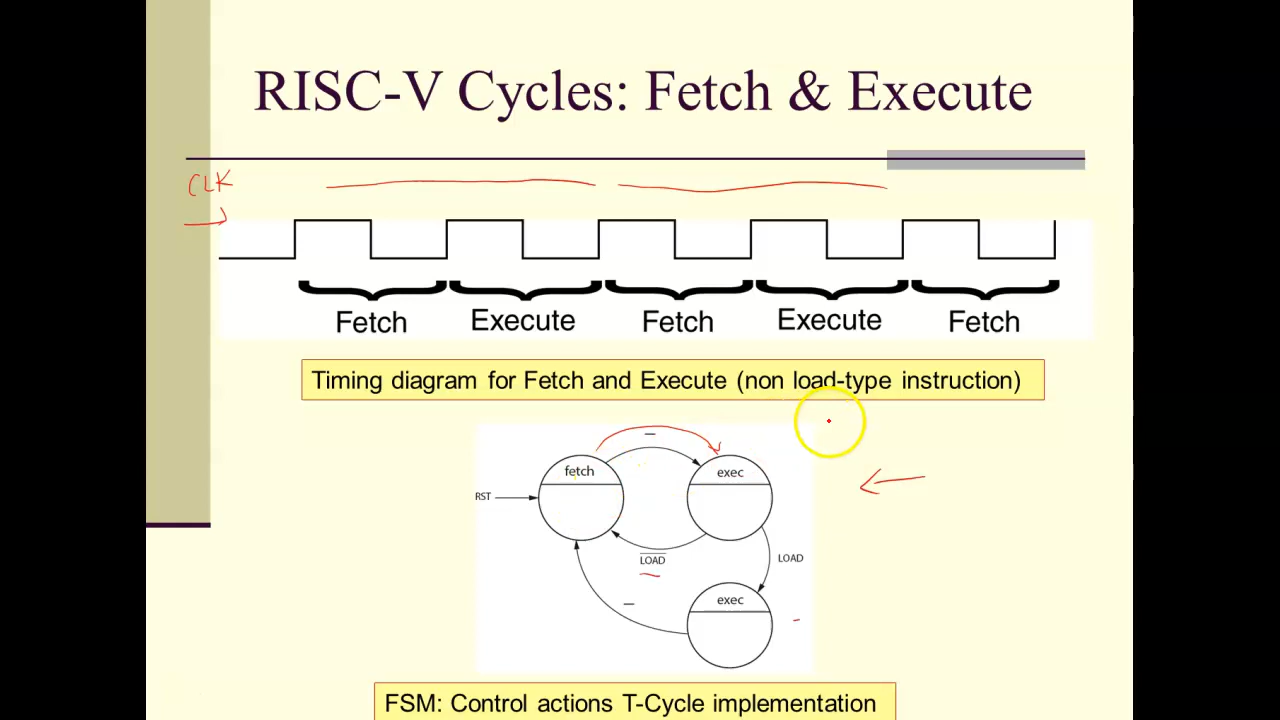 RISC-V Cycles: Fetch & Execute
CLK
Fetch Execute Fetch Execute Fetch
Timing diagram for Fetch and Execute (non load-type instruction)
fetch
exec
RST
LOAD
LOAD
exec
FSM: Control actions T-Cycle implementation